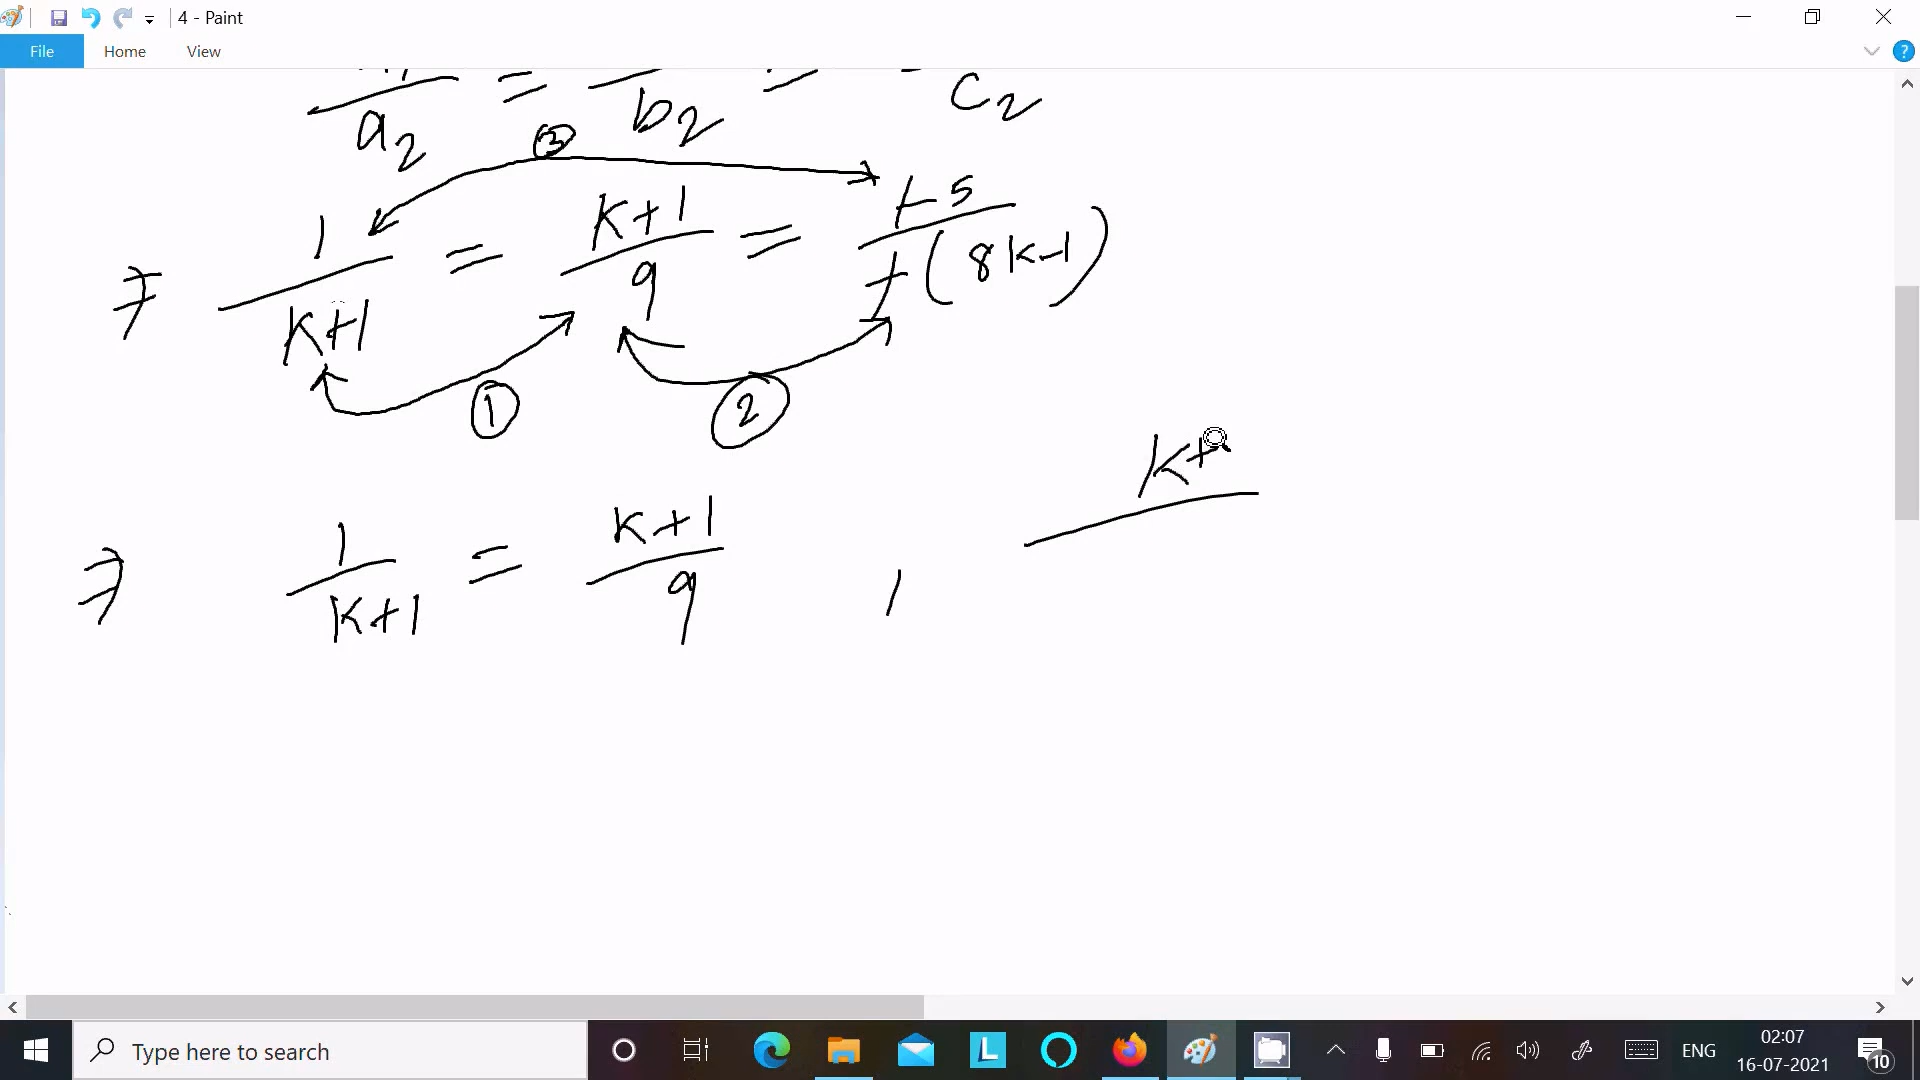 4 - Paint
File Home View
a₂ = b₂ = c₂
③
⇒ 1/(k+1) = (k+1)/9 = -5/-(8k-1)
① ②
⇒ 1/(k+1) = (k+1)/9 , k+
Type here to search
L
ENG
02:07
16-07-2021
10